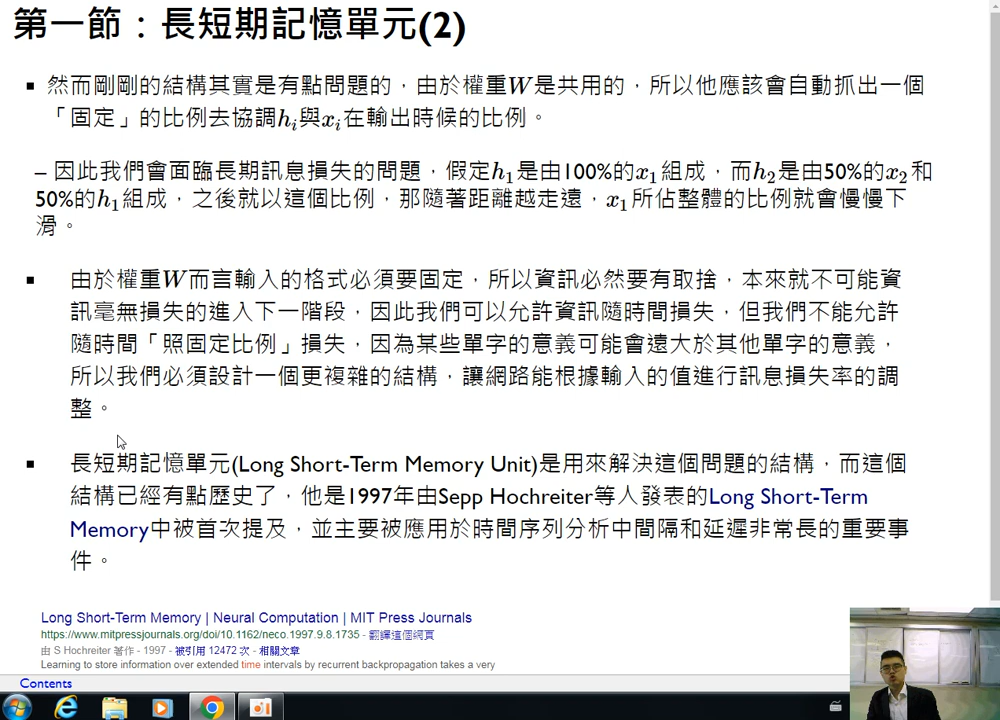 第一節：長短期記憶單元(2)
▪ 然而剛剛的結構其實是有點問題的，由於權重W是共用的，所以他應該會自動抓出一個
「固定」的比例去協調hᵢ與xᵢ在輸出時候的比例。
– 因此我們會面臨長期訊息損失的問題，假定h₁是由100%的x₁組成，而h₂是由50%的x₂和
50%的h₁組成，之後就以這個比例，那隨著距離越走遠，x₁所佔整體的比例就會慢慢下
滑。
▪ 由於權重W而言輸入的格式必須要固定，所以資訊必然要有取捨，本來就不可能資
訊毫無損失的進入下一階段，因此我們可以允許資訊隨時間損失，但我們不能允許
隨時間「照固定比例」損失，因為某些單字的意義可能會遠大於其他單字的意義，
所以我們必須設計一個更複雜的結構，讓網路能根據輸入的值進行訊息損失率的調
整。
▪ 長短期記憶單元(Long Short-Term Memory Unit)是用來解決這個問題的結構，而這個
結構已經有點歷史了，他是1997年由Sepp Hochreiter等人發表的Long Short-Term
Memory中被首次提及，並主要被應用於時間序列分析中間隔和延遲非常長的重要事
件。
Long Short-Term Memory | Neural Computation | MIT Press Journals
https://www.mitpressjournals.org/doi/10.1162/neco.1997.9.8.1735 - 翻譯這個網頁
由 S Hochreiter 著作 - 1997 - 被引用 12472 次 - 相關文章
Learning to store information over extended time intervals by recurrent backpropagation takes a very
Contents